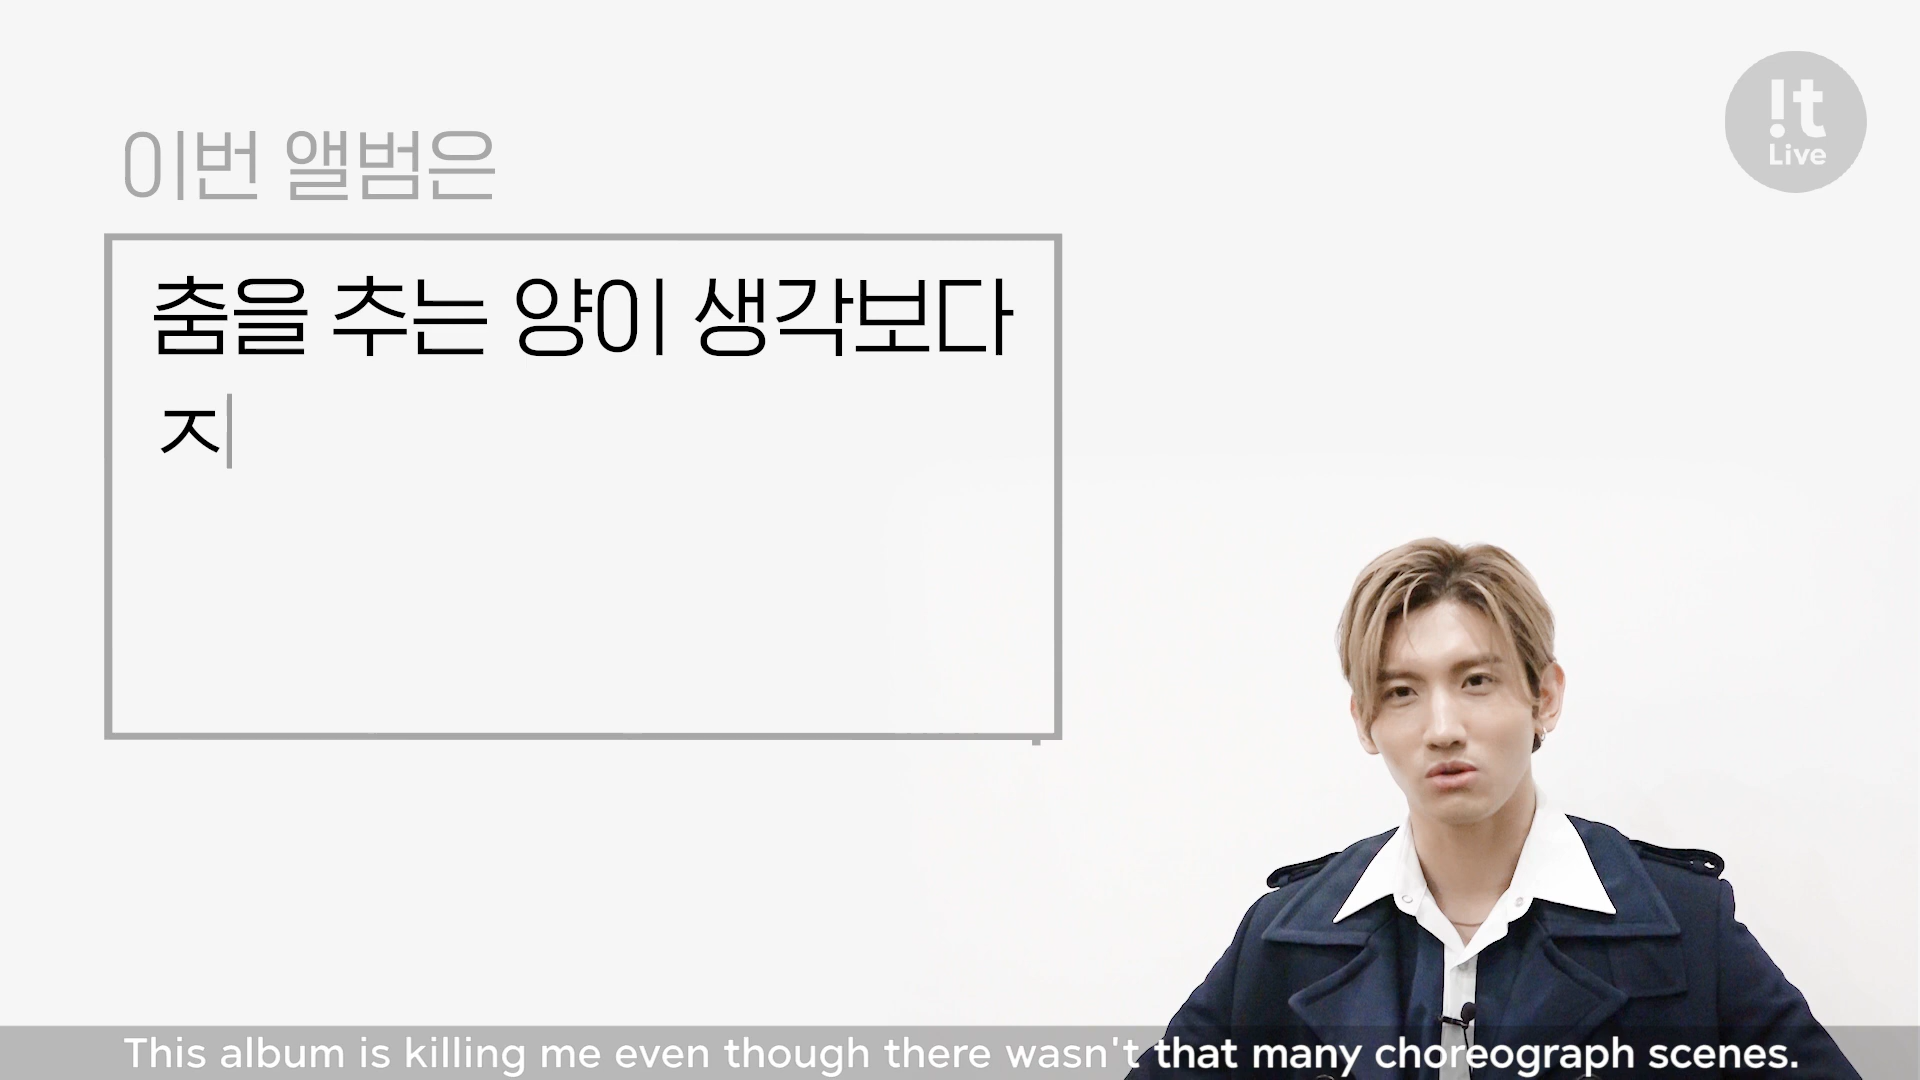 이번 앨범은
!t
Live
춤을 추는 양이 생각보다
ㅈ
This album is killing me even though there wasn't that many choreograph scenes.